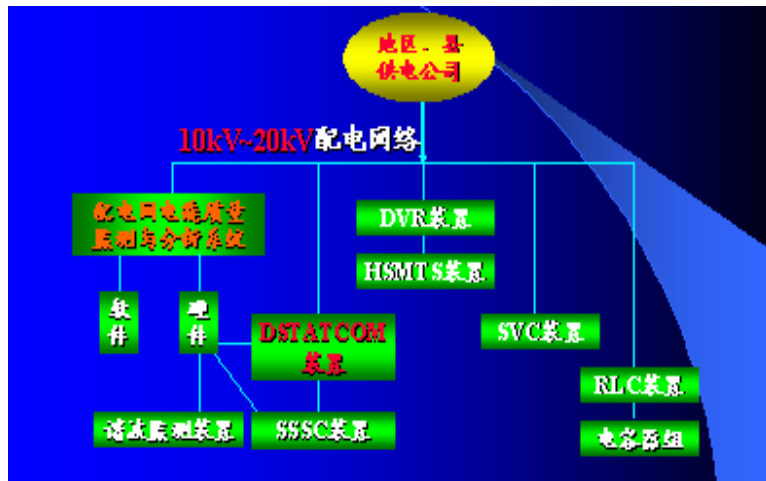 地区、县
供电公司
10kV~20kV配电网络
配电网电能质量
监测与分析系统
DVR装置
HSMTS装置
软件
硬件
DSTATCOM
装置
SVC装置
RLC装置
谐波监测装置
SSSC装置
电容器组